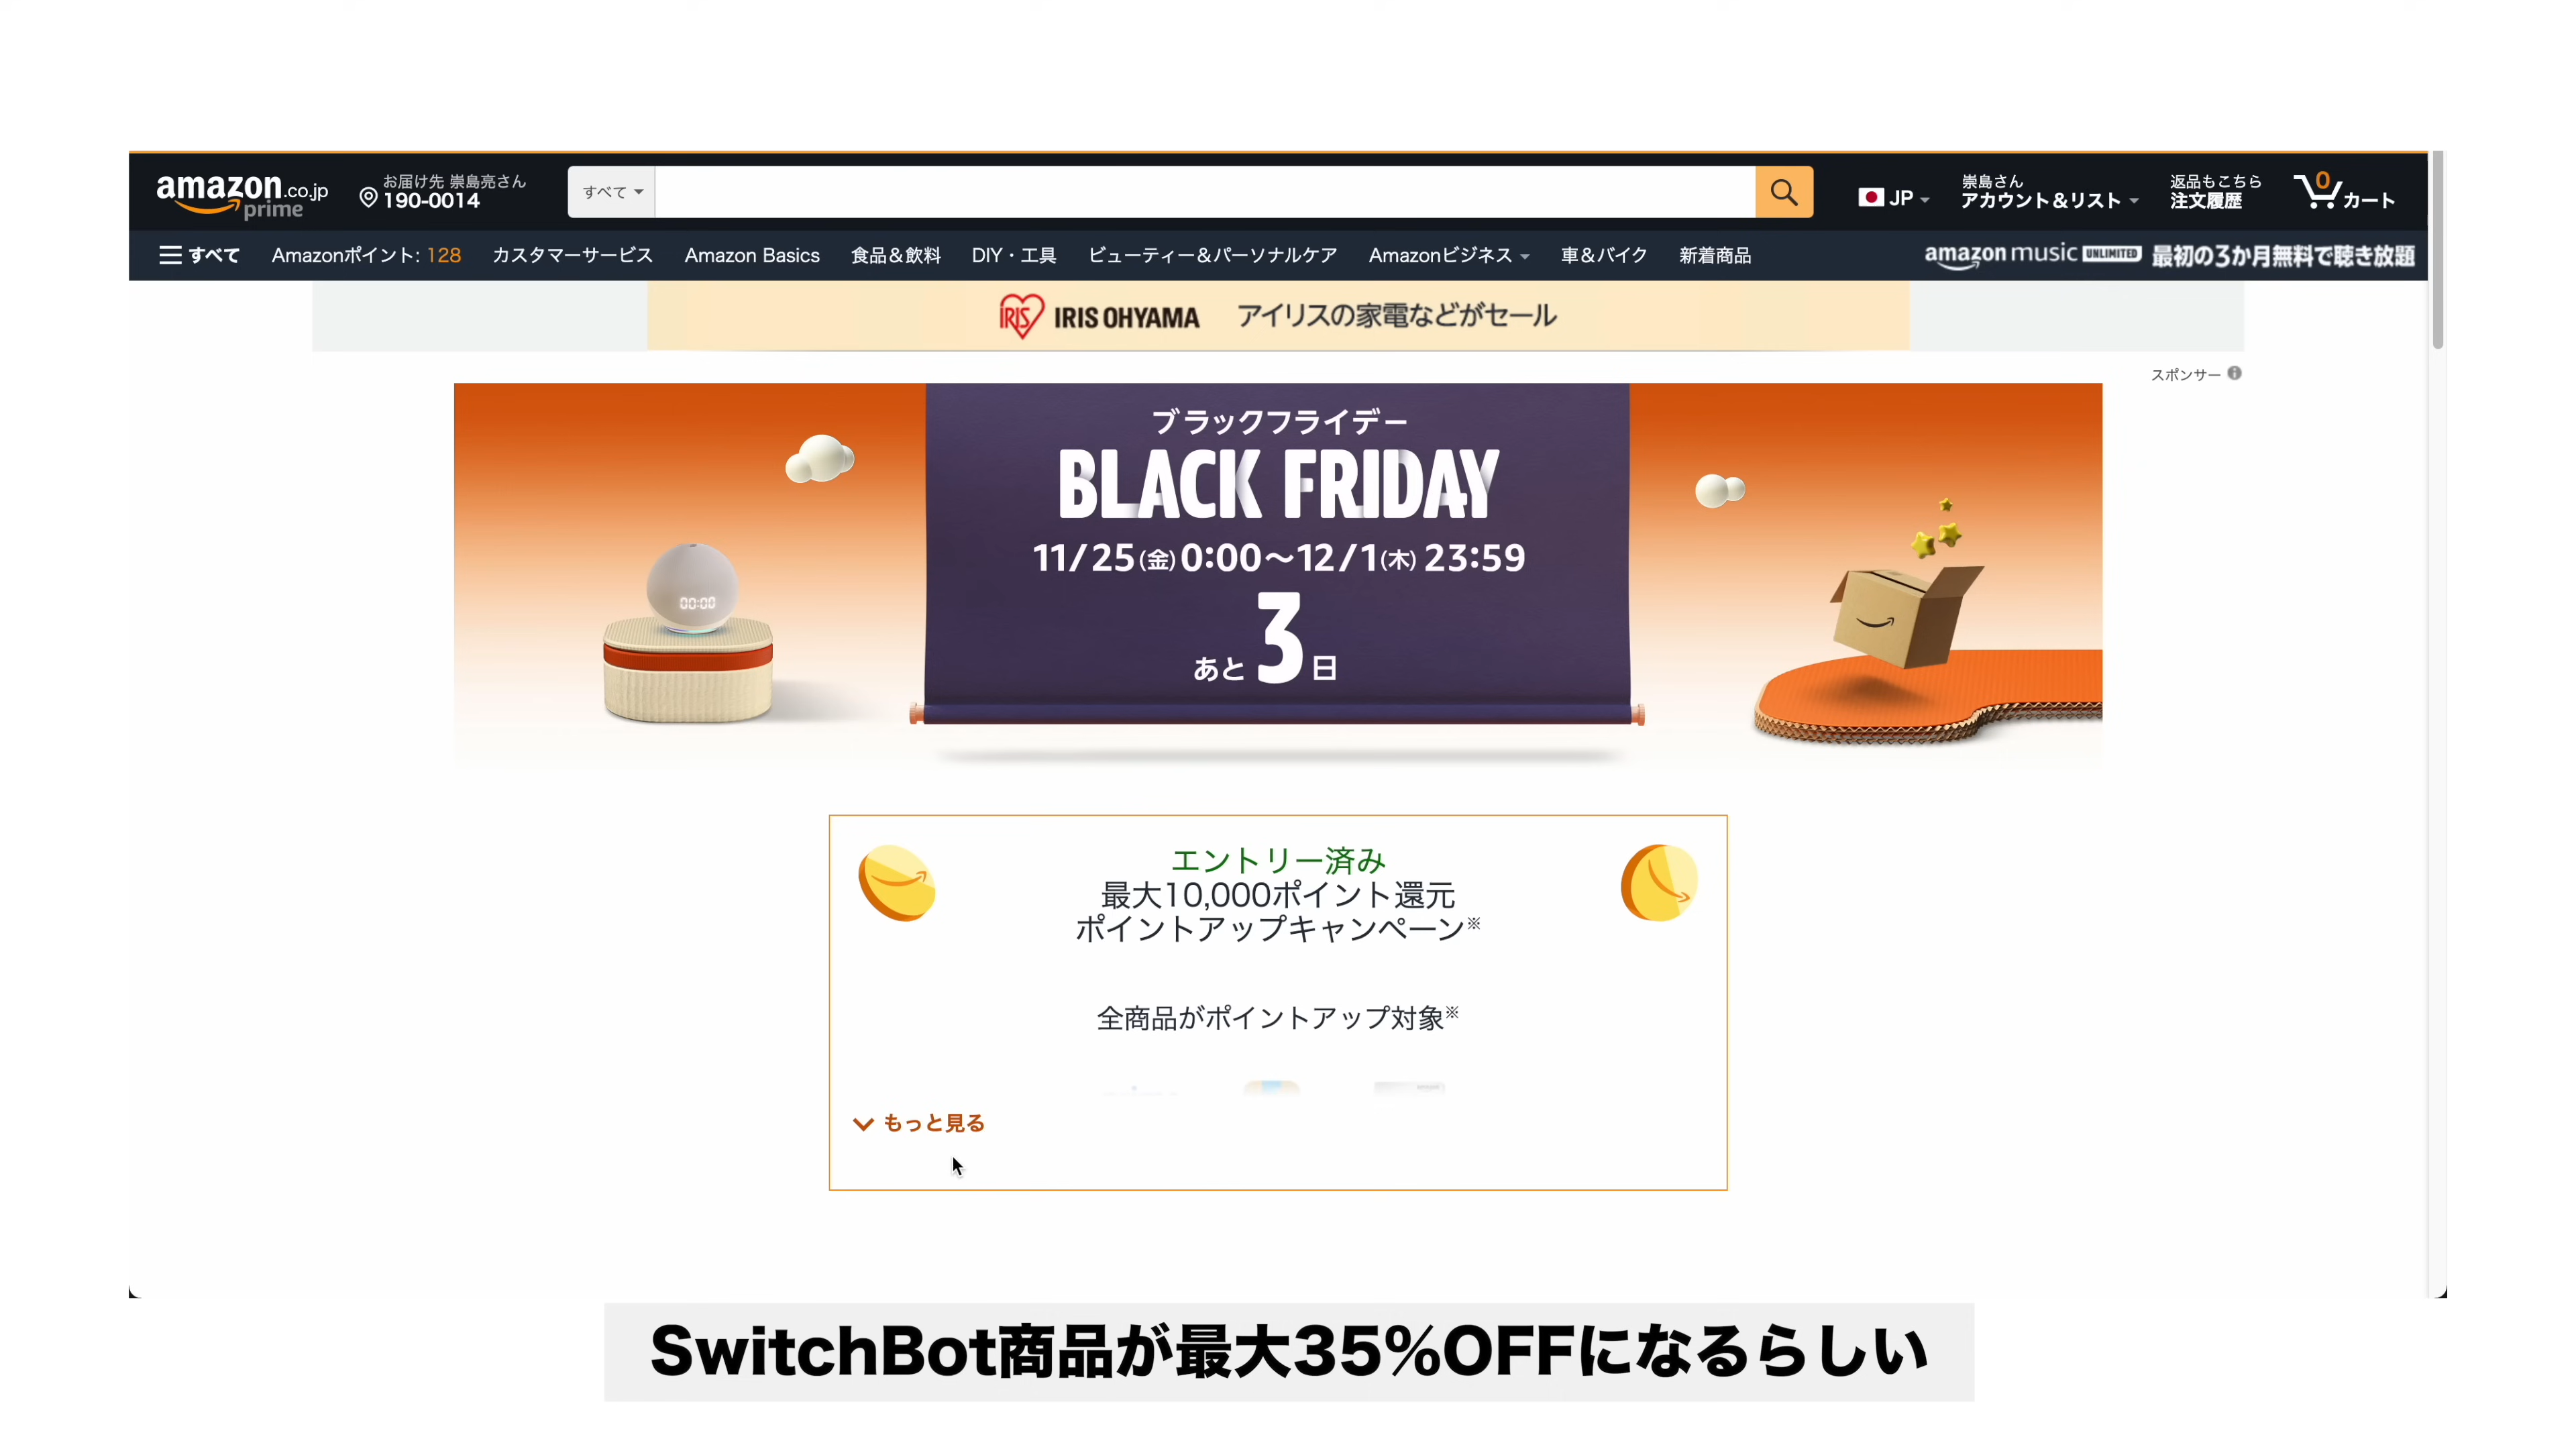 amazon.co.jp
prime
お届け先 崇島亮さん
190-0014
すべて
JP
崇島さん
アカウント&リスト
返品もこちら
注文履歴
0
カート
すべて
Amazonポイント: 128
カスタマーサービス
Amazon Basics
食品&飲料
DIY・工具
ビューティー&パーソナルケア
Amazonビジネス
車&バイク
新着商品
amazon music UNLIMITED 最初の3か月無料で聴き放題
IRIS IRIS OHYAMA アイリスの家電などがセール
スポンサー
ブラックフライデー
BLACK FRIDAY
11/25(金)0:00〜12/1(木)23:59
あと3日
00:00
エントリー済み
最大10,000ポイント還元
ポイントアップキャンペーン※
全商品がポイントアップ対象※
もっと見る
SwitchBot商品が最大35%OFFになるらしい